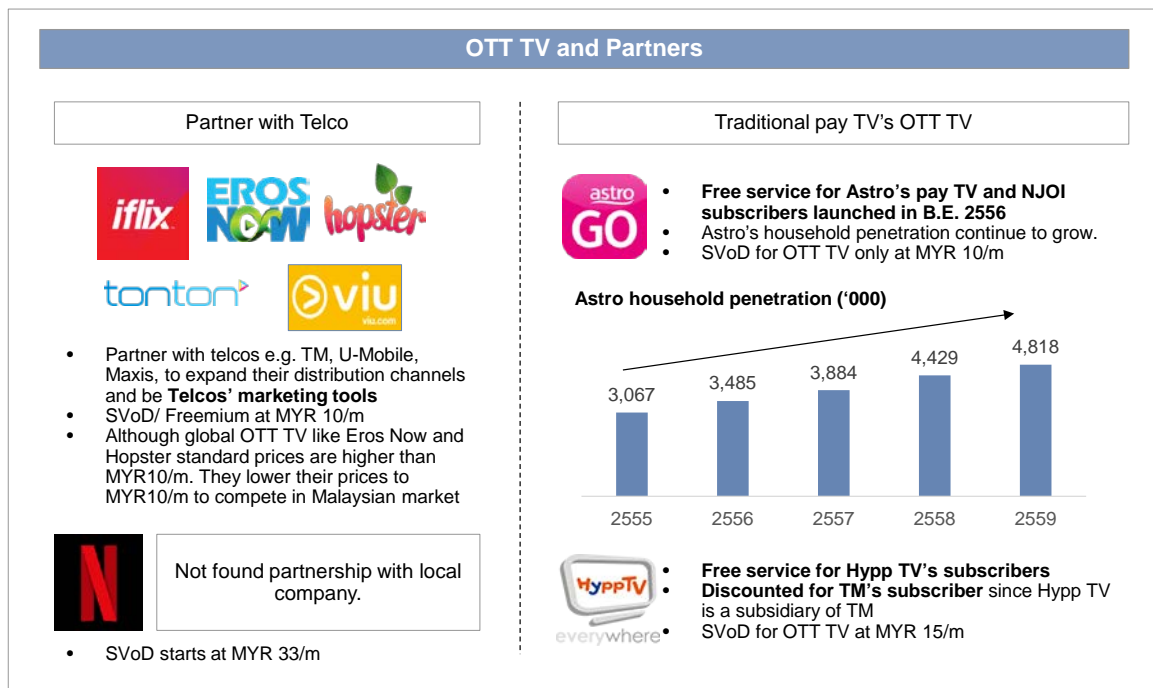 OTT TV and Partners
Partner with Telco
iflix
EROS
NOW
hopster
tonton
viu
viu.com
• Partner with telcos e.g. TM, U-Mobile,
Maxis, to expand their distribution channels
and be Telcos' marketing tools
• SVoD/ Freemium at MYR 10/m
• Although global OTT TV like Eros Now and
Hopster standard prices are higher than
MYR10/m. They lower their prices to
MYR10/m to compete in Malaysian market
N
Not found partnership with local
company.
• SVoD starts at MYR 33/m
Traditional pay TV's OTT TV
astro
GO
• Free service for Astro's pay TV and NJOI
subscribers launched in B.E. 2556
• Astro's household penetration continue to grow.
• SVoD for OTT TV only at MYR 10/m
Astro household penetration ('000)
3,067
3,485
3,884
4,429
4,818
2555
2556
2557
2558
2559
HyppTV
everywhere
• Free service for Hypp TV's subscribers
• Discounted for TM's subscriber since Hypp TV
is a subsidiary of TM
• SVoD for OTT TV at MYR 15/m